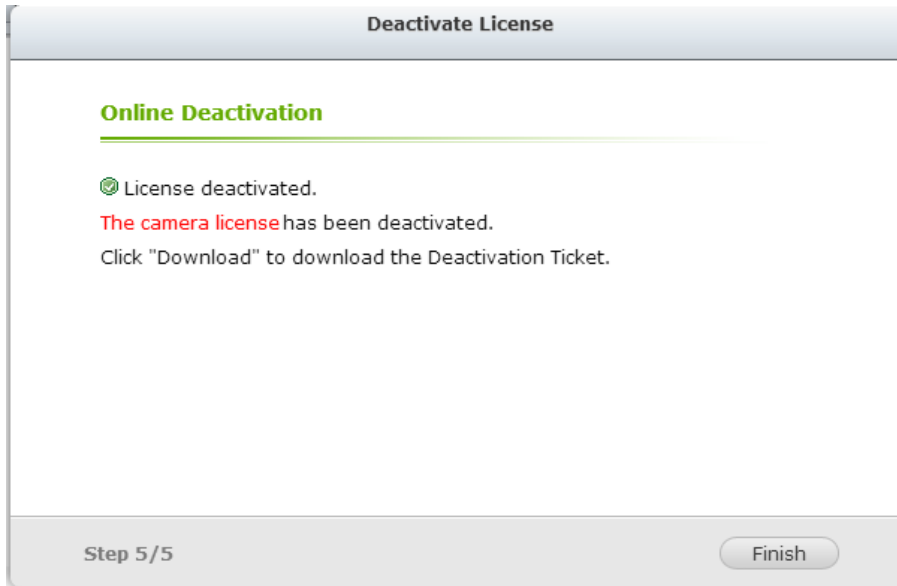 Deactivate License
Online Deactivation
License deactivated.
The camera license has been deactivated.
Click "Download" to download the Deactivation Ticket.
Step 5/5
Finish